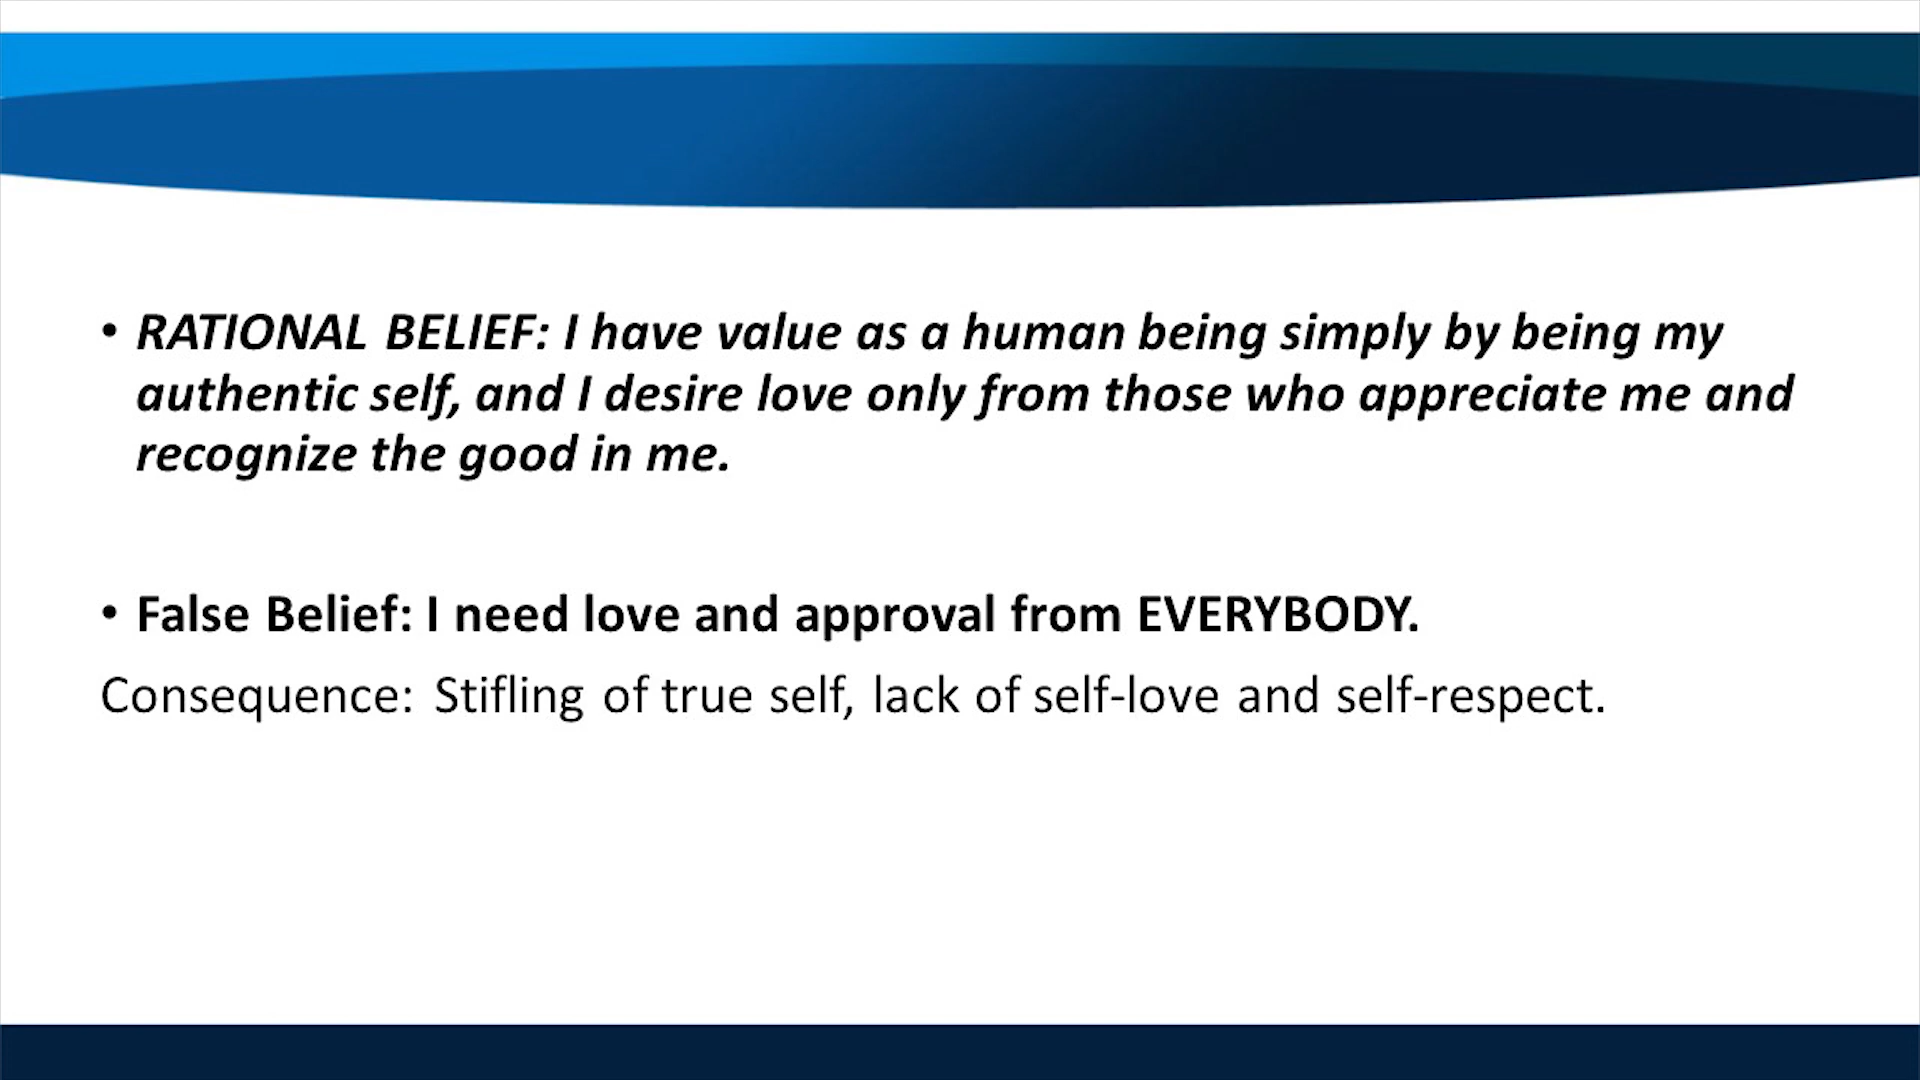 • RATIONAL BELIEF: I have value as a human being simply by being my
authentic self, and I desire love only from those who appreciate me and
recognize the good in me.
• False Belief: I need love and approval from EVERYBODY.
Consequence: Stifling of true self, lack of self-love and self-respect.